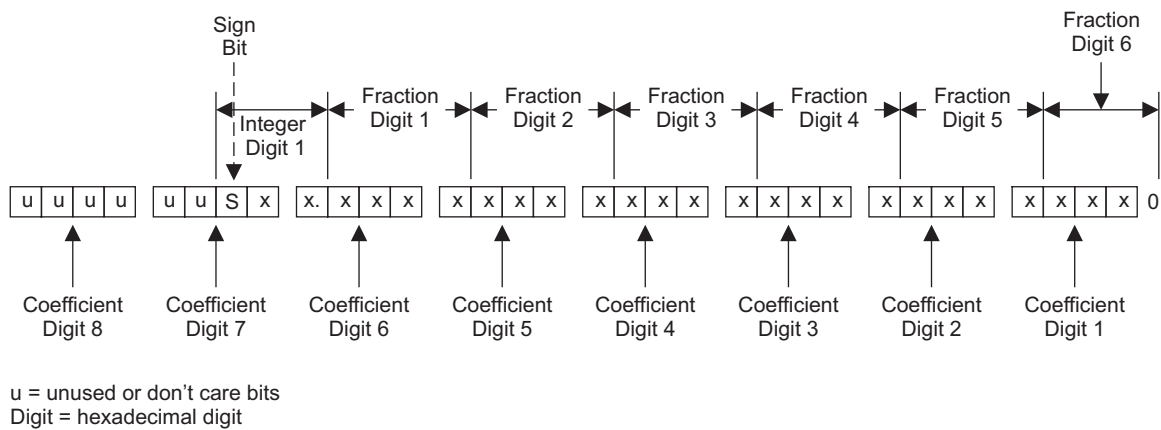 Sign
Bit
Fraction
Digit 6
Integer
Digit 1
Fraction
Digit 1
Fraction
Digit 2
Fraction
Digit 3
Fraction
Digit 4
Fraction
Digit 5
u u u u u u S x x. x x x x x x x x x x x x x x x x x x x x x x x 0
Coefficient
Digit 8
Coefficient
Digit 7
Coefficient
Digit 6
Coefficient
Digit 5
Coefficient
Digit 4
Coefficient
Digit 3
Coefficient
Digit 2
Coefficient
Digit 1
u = unused or don’t care bits
Digit = hexadecimal digit